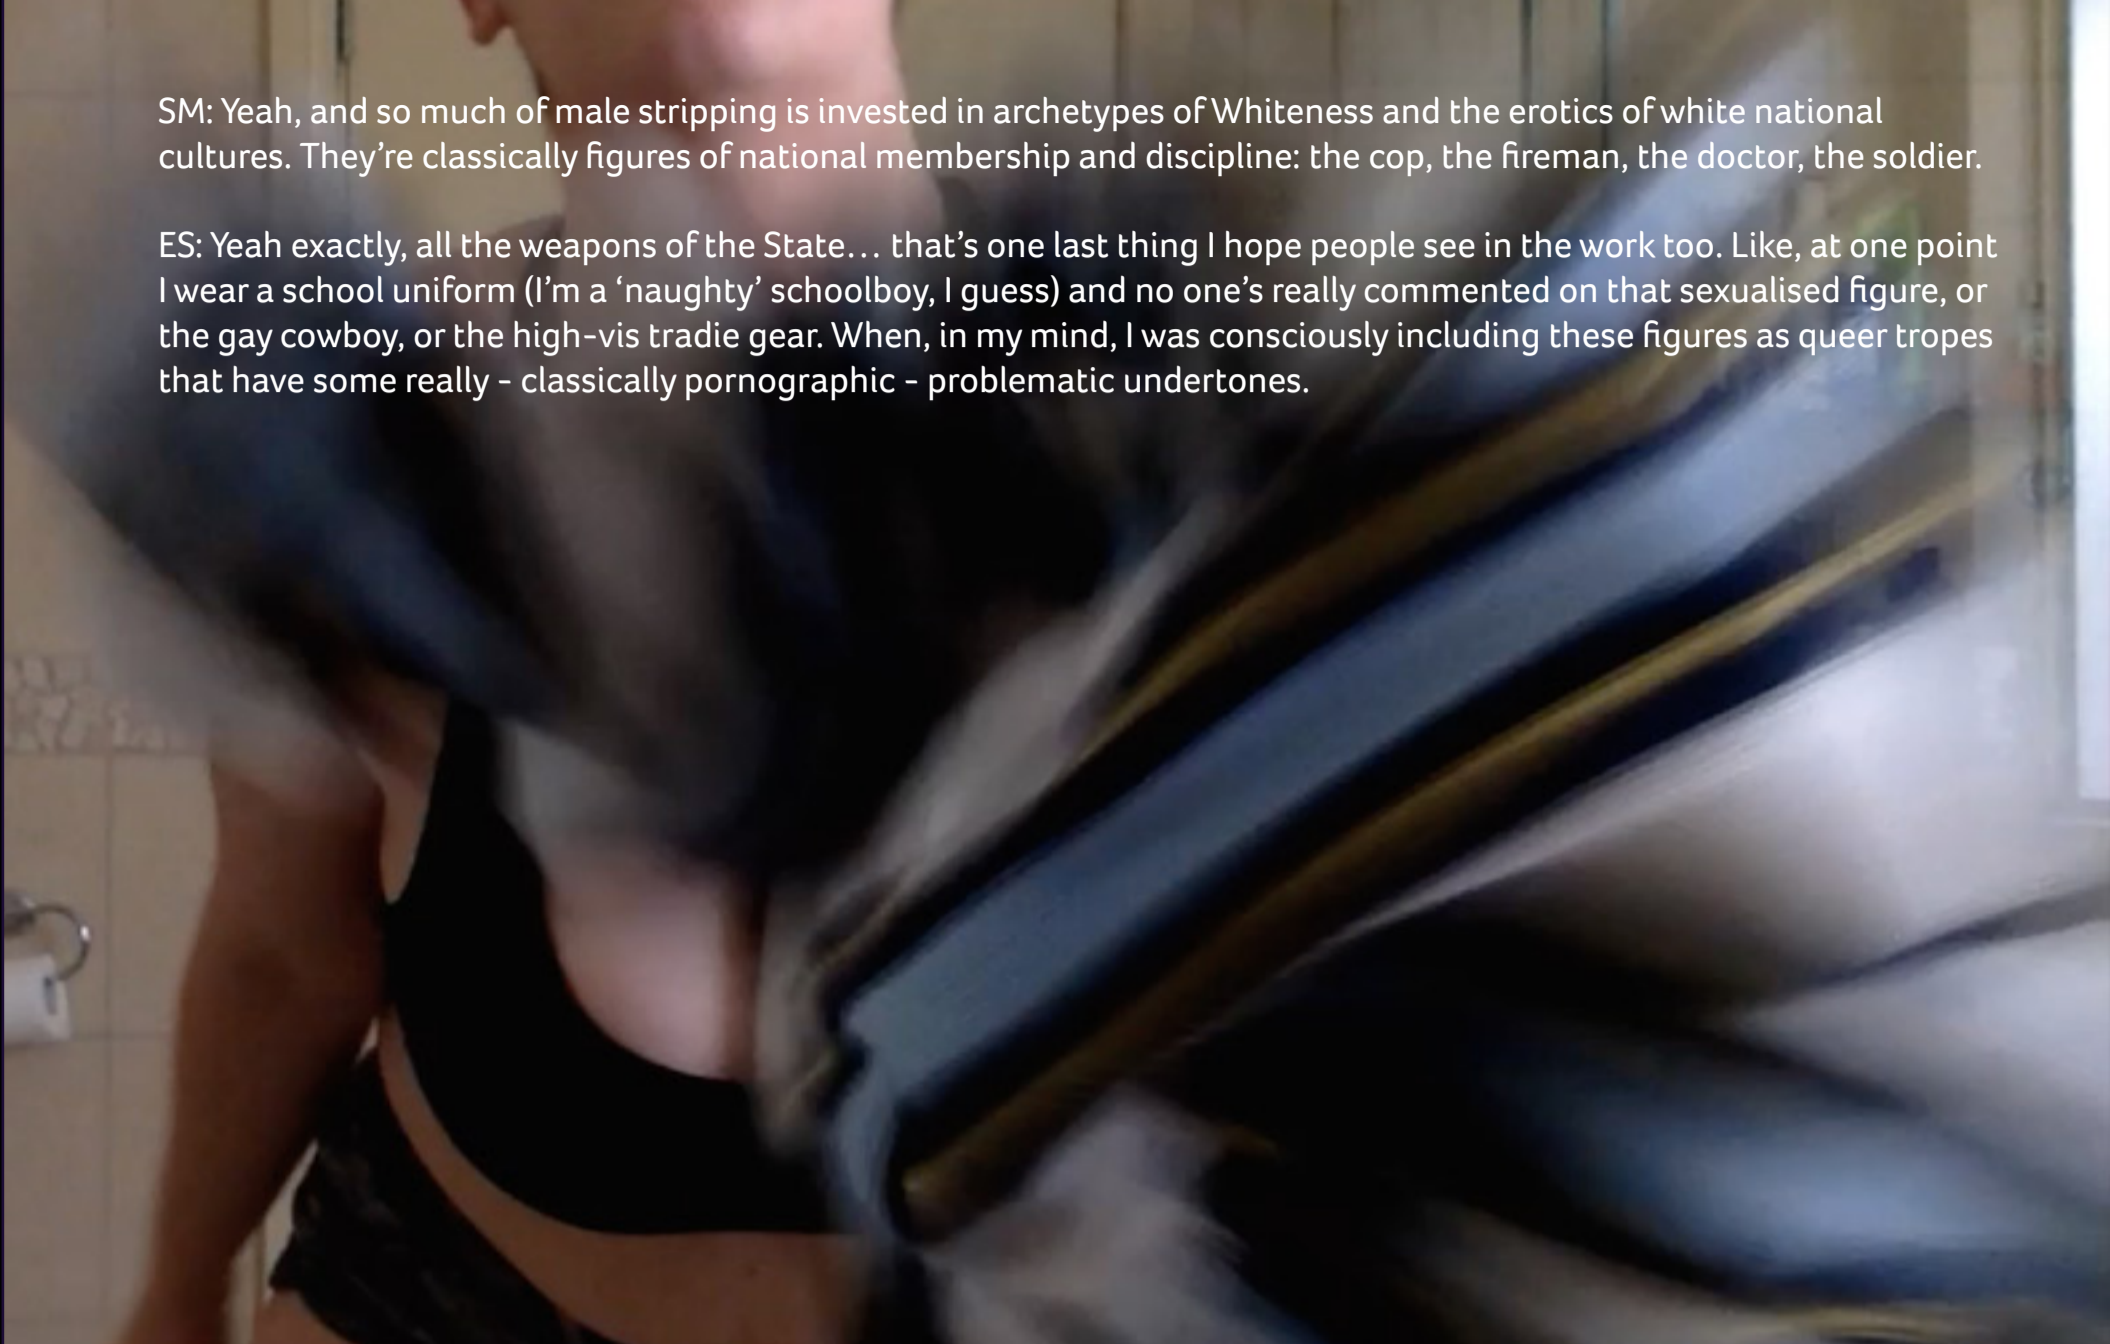 SM: Yeah, and so much of male stripping is invested in archetypes of Whiteness and the erotics of white national
cultures. They’re classically figures of national membership and discipline: the cop, the fireman, the doctor, the soldier.
ES: Yeah exactly, all the weapons of the State… that’s one last thing I hope people see in the work too. Like, at one point
I wear a school uniform (I’m a ‘naughty’ schoolboy, I guess) and no one’s really commented on that sexualised figure, or
the gay cowboy, or the high-vis tradie gear. When, in my mind, I was consciously including these figures as queer tropes
that have some really - classically pornographic - problematic undertones.